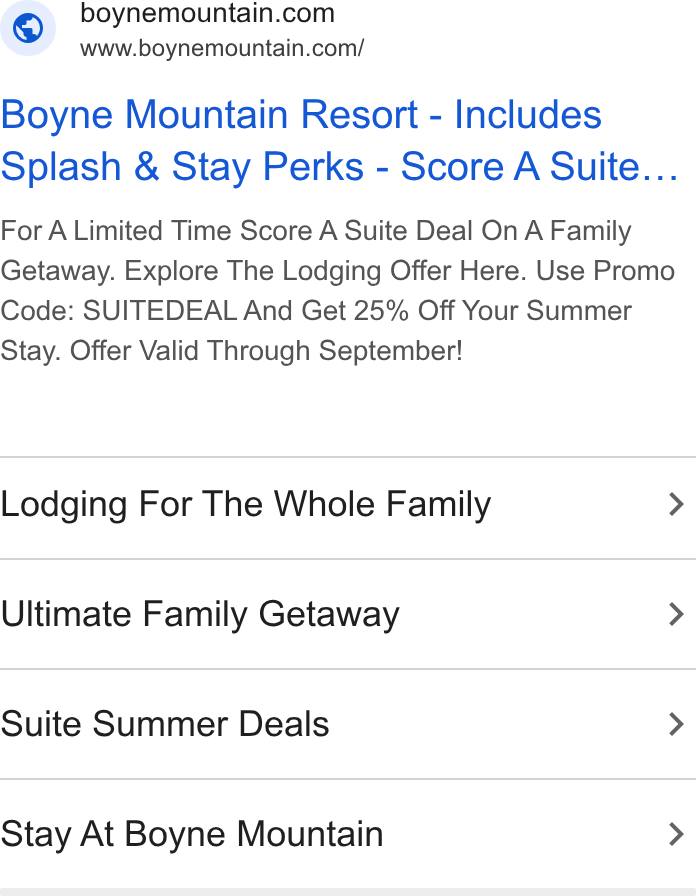 boynemountain.com
www.boynemountain.com/
Boyne Mountain Resort - Includes
Splash & Stay Perks - Score A Suite…
For A Limited Time Score A Suite Deal On A Family
Getaway. Explore The Lodging Offer Here. Use Promo
Code: SUITEDEAL And Get 25% Off Your Summer
Stay. Offer Valid Through September!
Lodging For The Whole Family
Ultimate Family Getaway
Suite Summer Deals
Stay At Boyne Mountain